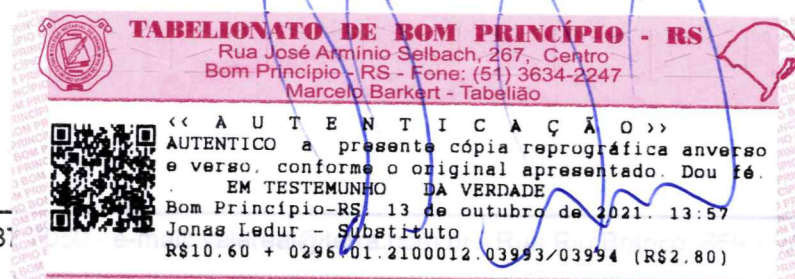 TABELIONATO DE BOM PRINCÍPIO - RS
Rua José Armínio Selbach, 267, Centro
Bom Princípio - RS - Fone: (51) 3634-2247
Marcelo Barkert - Tabelião
‹‹ A U T E N T I C A Ç Ã O ››
AUTENTICO a presente cópia reprográfica anverso
e verso, conforme o original apresentado. Dou fé.
. EM TESTEMUNHO DA VERDADE
Bom Princípio-RS, 13 de outubro de 2021. 13:57
Jonas Ledur - Substituto
R$10.60 + 0296.01.2100012.03993/03994 (R$2.80)